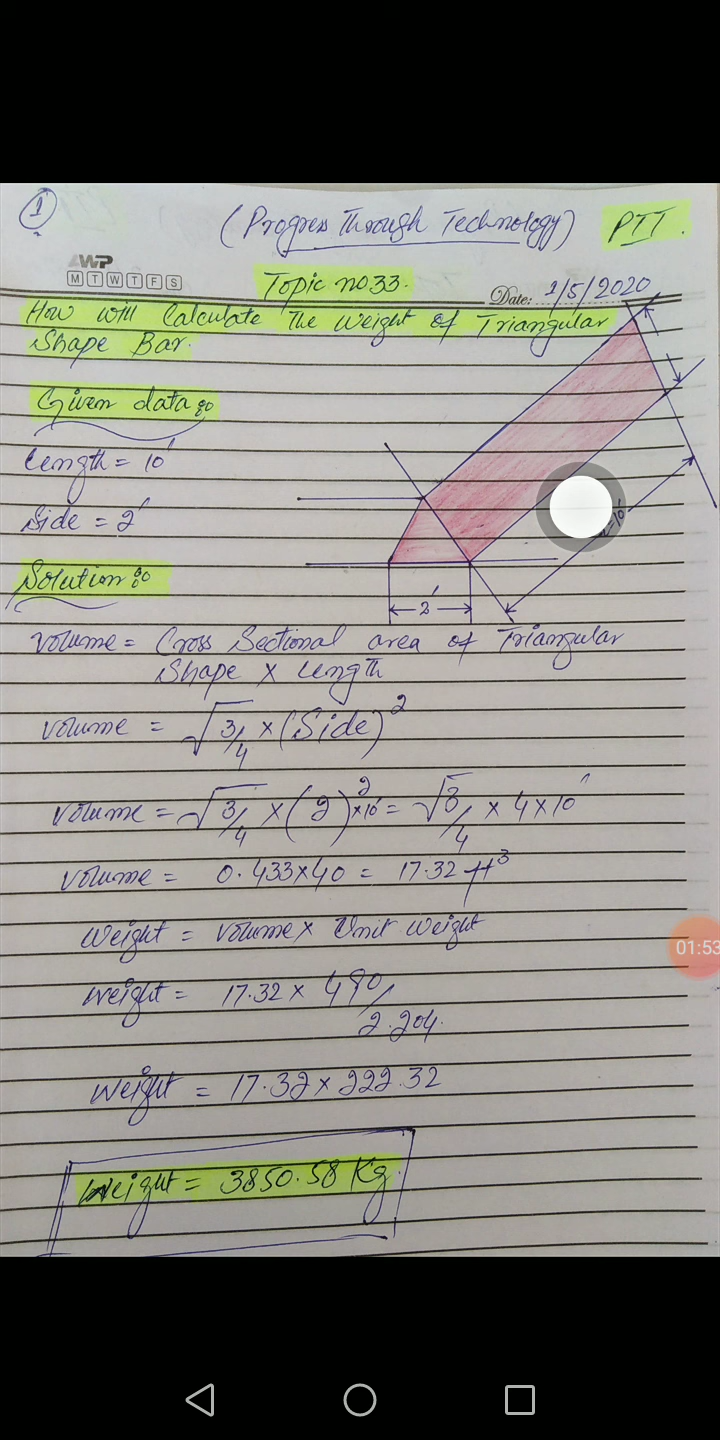 1
(Progress Through Technology) PTT.
AWP
M T W T F S S
Topic no 33.
Date: 1/5/2020
How will Calculate The Weight of Triangular
Shape Bar.
Given data:
Length = 10'
Side = 2'
Solution:
2'
Volume = Cross Sectional area of Triangular
Shape × Length
Volume = √3/4 × (Side)²
Volume = √3/4 × (2)² ×10' = √3/4 × 4 × 10'
Volume = 0.433×40 = 17.32 ft³
Weight = Volume × Unit Weight
01:53
Weight = 17.32 × 490/2.204.
Weight = 17.32 × 222.32
Weight = 3850.58 Kg.